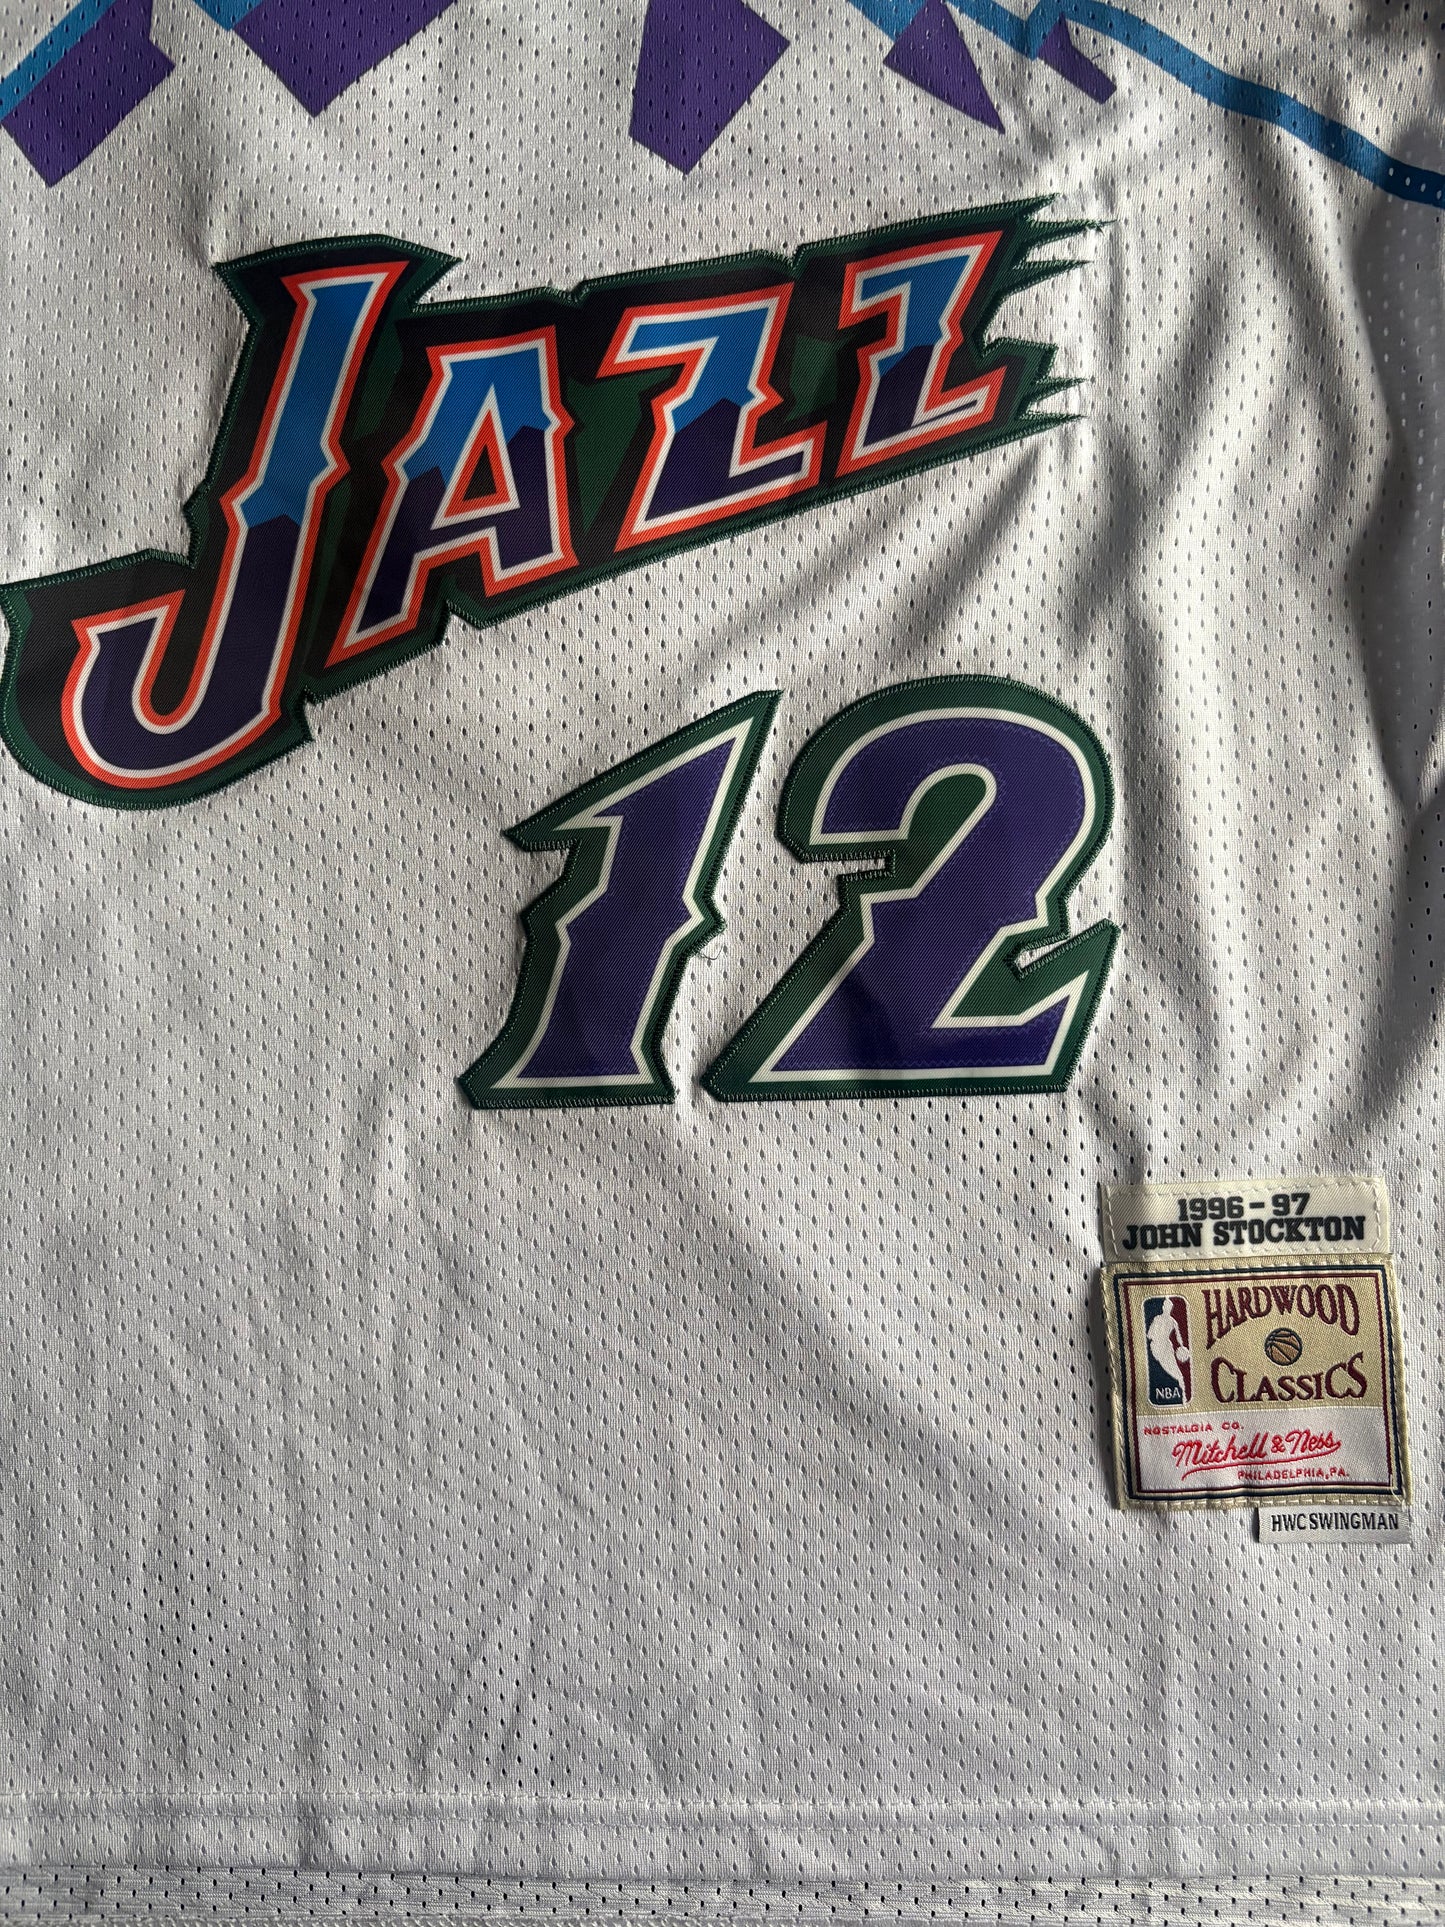 JAZZ
12
1996-97
JOHN STOCKTON
HARDWOOD
CLASSICS
NBA
NOSTALGIA CO.
Mitchell & Ness
PHILADELPHIA, PA.
HWC SWINGMAN